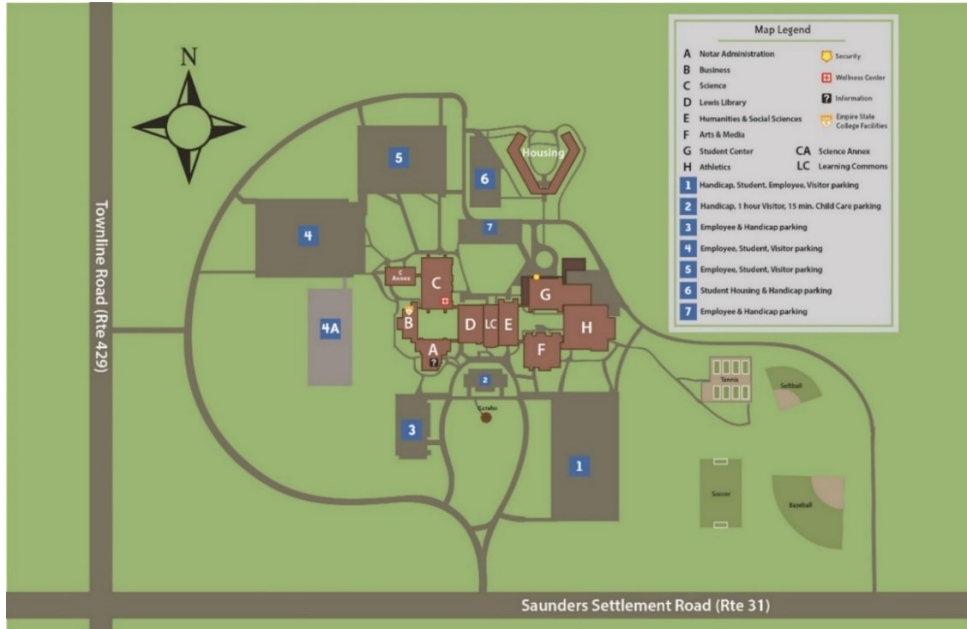 N
Map Legend
A Notar Administration
B Business
C Science
D Lewis Library
E Humanities & Social Sciences
F Arts & Media
G Student Center
H Athletics
Security
Wellness Center
? Information
Empire State
College Facilities
CA Science Annex
LC Learning Commons
1 Handicap, Student, Employee, Visitor parking
2 Handicap, 1 hour Visitor, 15 min. Child Care parking
3 Employee & Handicap parking
4 Employee, Student, Visitor parking
5 Employee, Student, Visitor parking
6 Student Housing & Handicap parking
7 Employee & Handicap parking
Townline Road (Rte 429)
5
6
Housing
4
7
C
Annex
C
G
4A
B
D
LC
E
H
A
?
F
2
Gazebo
3
1
Tennis
Softball
Soccer
Baseball
Saunders Settlement Road (Rte 31)